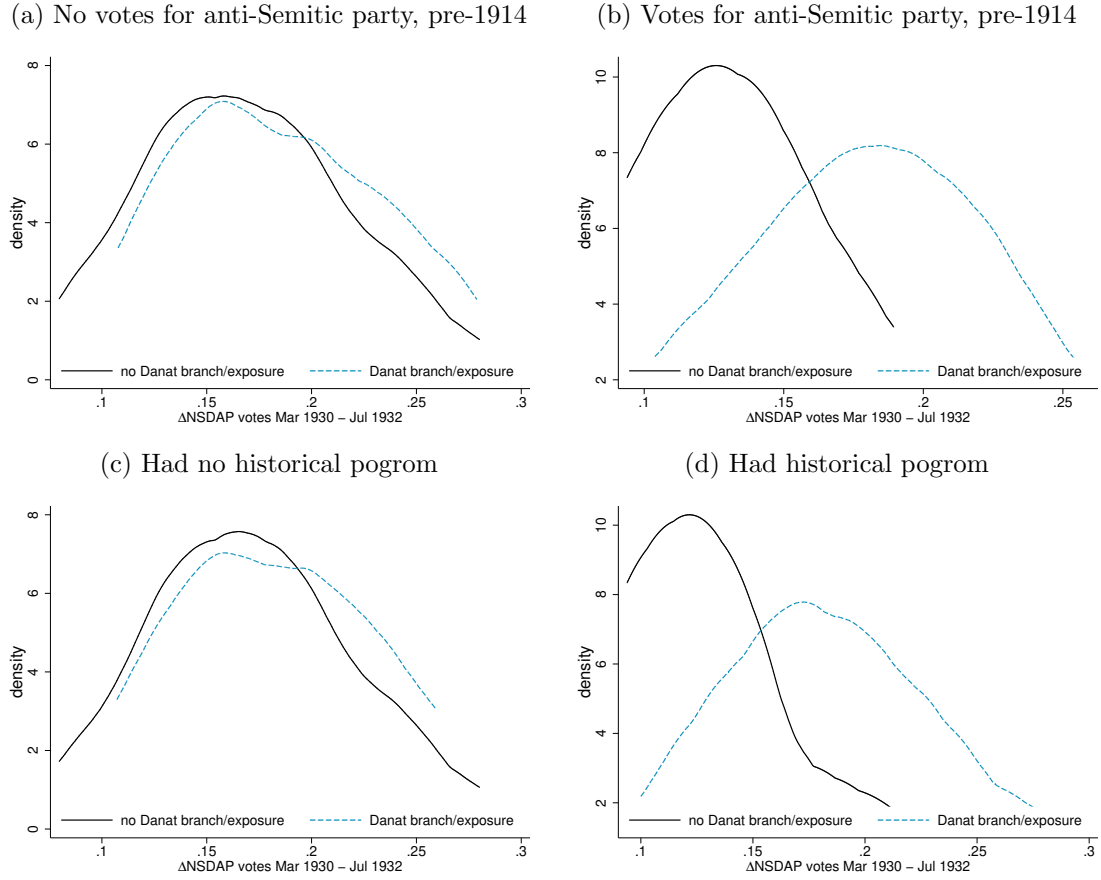 (a) No votes for anti-Semitic party, pre-1914
(b) Votes for anti-Semitic party, pre-1914
density
8
6
4
2
0
no Danat branch/exposure
Danat branch/exposure
.1
.15
.2
.25
.3
ΔNSDAP votes Mar 1930 – Jul 1932
density
10
8
6
4
2
no Danat branch/exposure
Danat branch/exposure
.1
.15
.2
.25
ΔNSDAP votes Mar 1930 – Jul 1932
(c) Had no historical pogrom
(d) Had historical pogrom
density
8
6
4
2
0
no Danat branch/exposure
Danat branch/exposure
.1
.15
.2
.25
.3
ΔNSDAP votes Mar 1930 – Jul 1932
density
10
8
6
4
2
no Danat branch/exposure
Danat branch/exposure
.1
.15
.2
.25
.3
ΔNSDAP votes Mar 1930 – Jul 1932